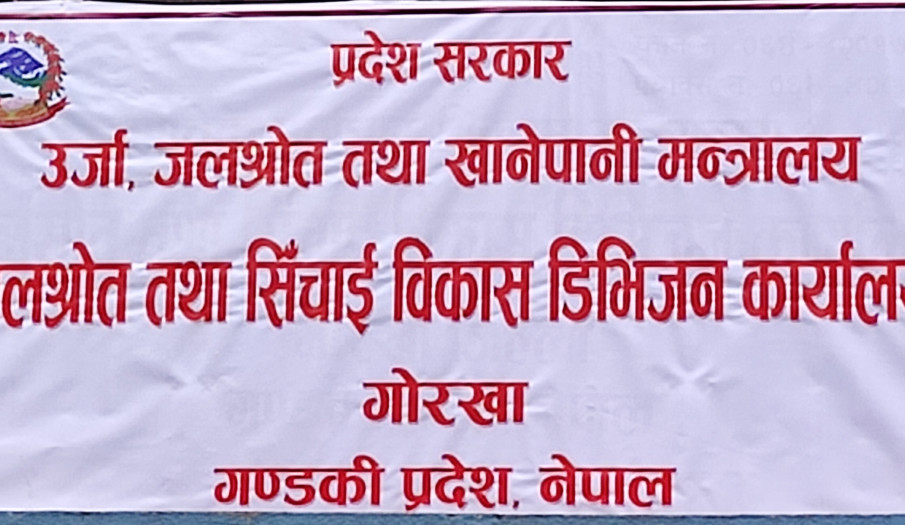 प्रदेश सरकार
उर्जा, जलश्रोत तथा खानेपानी मन्त्रालय
लश्रोत तथा सिँचाई विकास डिभिजन कार्याल
गोरखा
गण्डकी प्रदेश, नेपाल